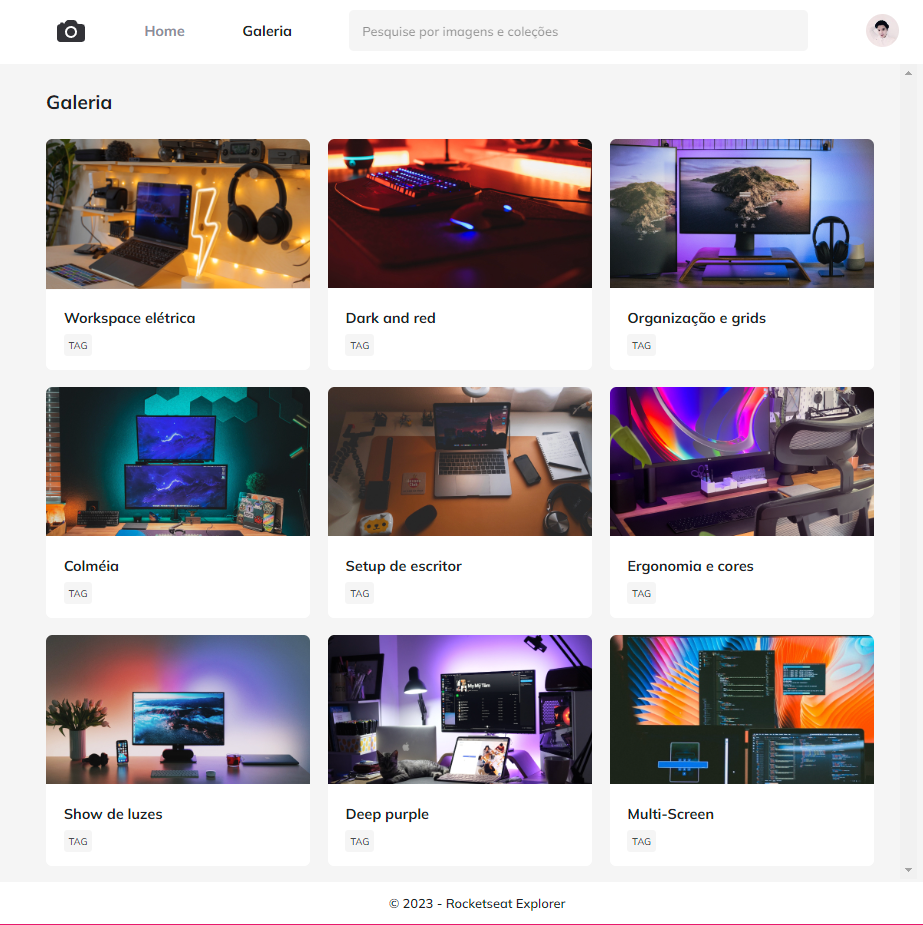 Home
Galeria
Pesquise por imagens e coleções
Galeria
Workspace elétrica
TAG
Dark and red
TAG
Organização e grids
TAG
Colméia
TAG
Setup de escritor
TAG
Ergonomia e cores
TAG
Show de luzes
TAG
Deep purple
TAG
Multi-Screen
TAG
© 2023 - Rocketseat Explorer